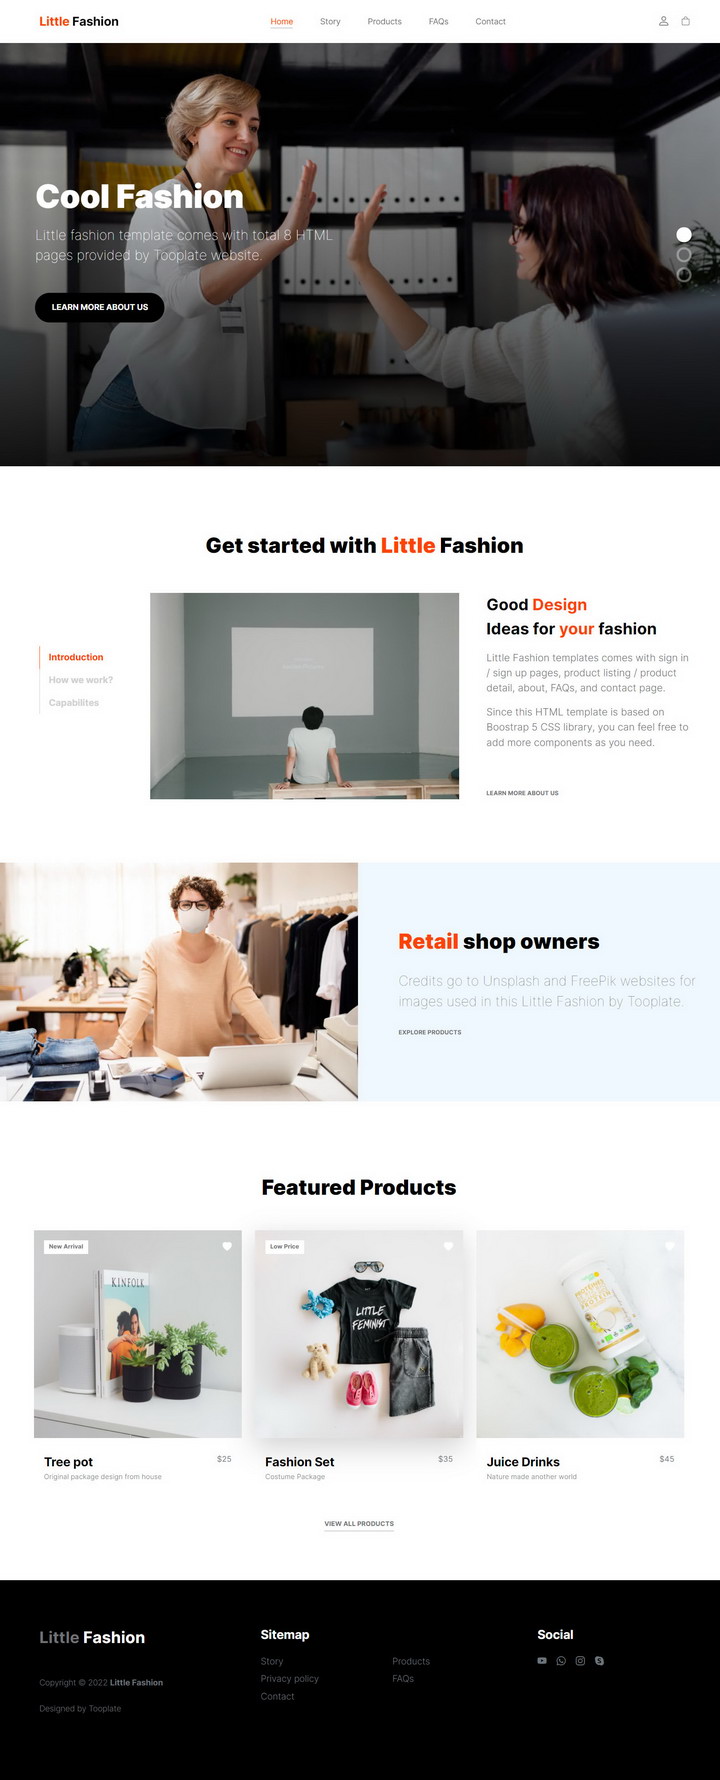 Little Fashion
Home
Story
Products
FAQs
Contact
Cool Fashion
Little fashion template comes with total 8 HTML
pages provided by Tooplate website.
LEARN MORE ABOUT US
Get started with Little Fashion
Introduction
How we work?
Capabilites
Good Design
Ideas for your fashion
Little Fashion templates comes with sign in
/ sign up pages, product listing / product
detail, about, FAQs, and contact page.
Since this HTML template is based on
Boostrap 5 CSS library, you can feel free to
add more components as you need.
LEARN MORE ABOUT US
Retail shop owners
Credits go to Unsplash and FreePik websites for
images used in this Little Fashion by Tooplate.
EXPLORE PRODUCTS
Featured Products
New Arrival
KINFOLK
Tree pot
$25
Original package design from house
Low Price
LITTLE
FEMINIST
Fashion Set
$35
Costume Package
PROTEIN
Juice Drinks
$45
Nature made another world
VIEW ALL PRODUCTS
Little Fashion
Copyright © 2022 Little Fashion
Designed by Tooplate
Sitemap
Story
Products
Privacy policy
FAQs
Contact
Social